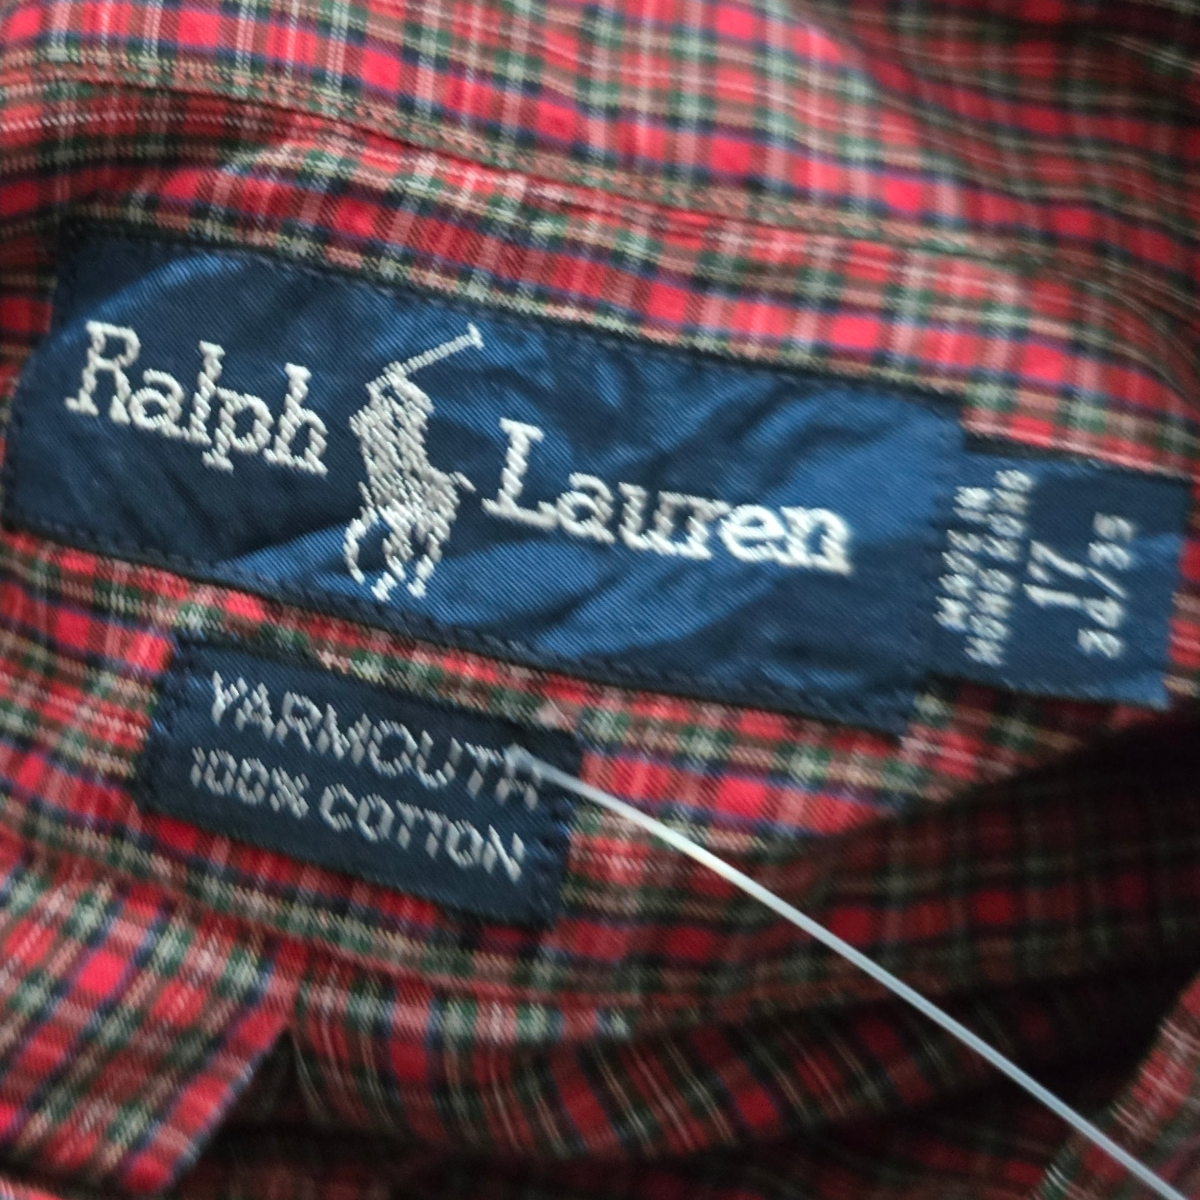 Ralph Lauren
MADE IN
HONG KONG
17
34/35
YARMOUTH
100% COTTON